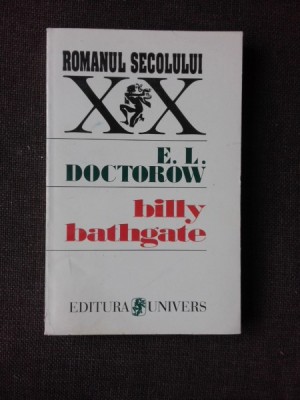 ROMANUL SECOLULUI
XX
E. L.
DOCTOROW
billy
bathgate
EDITURA UNIVERS